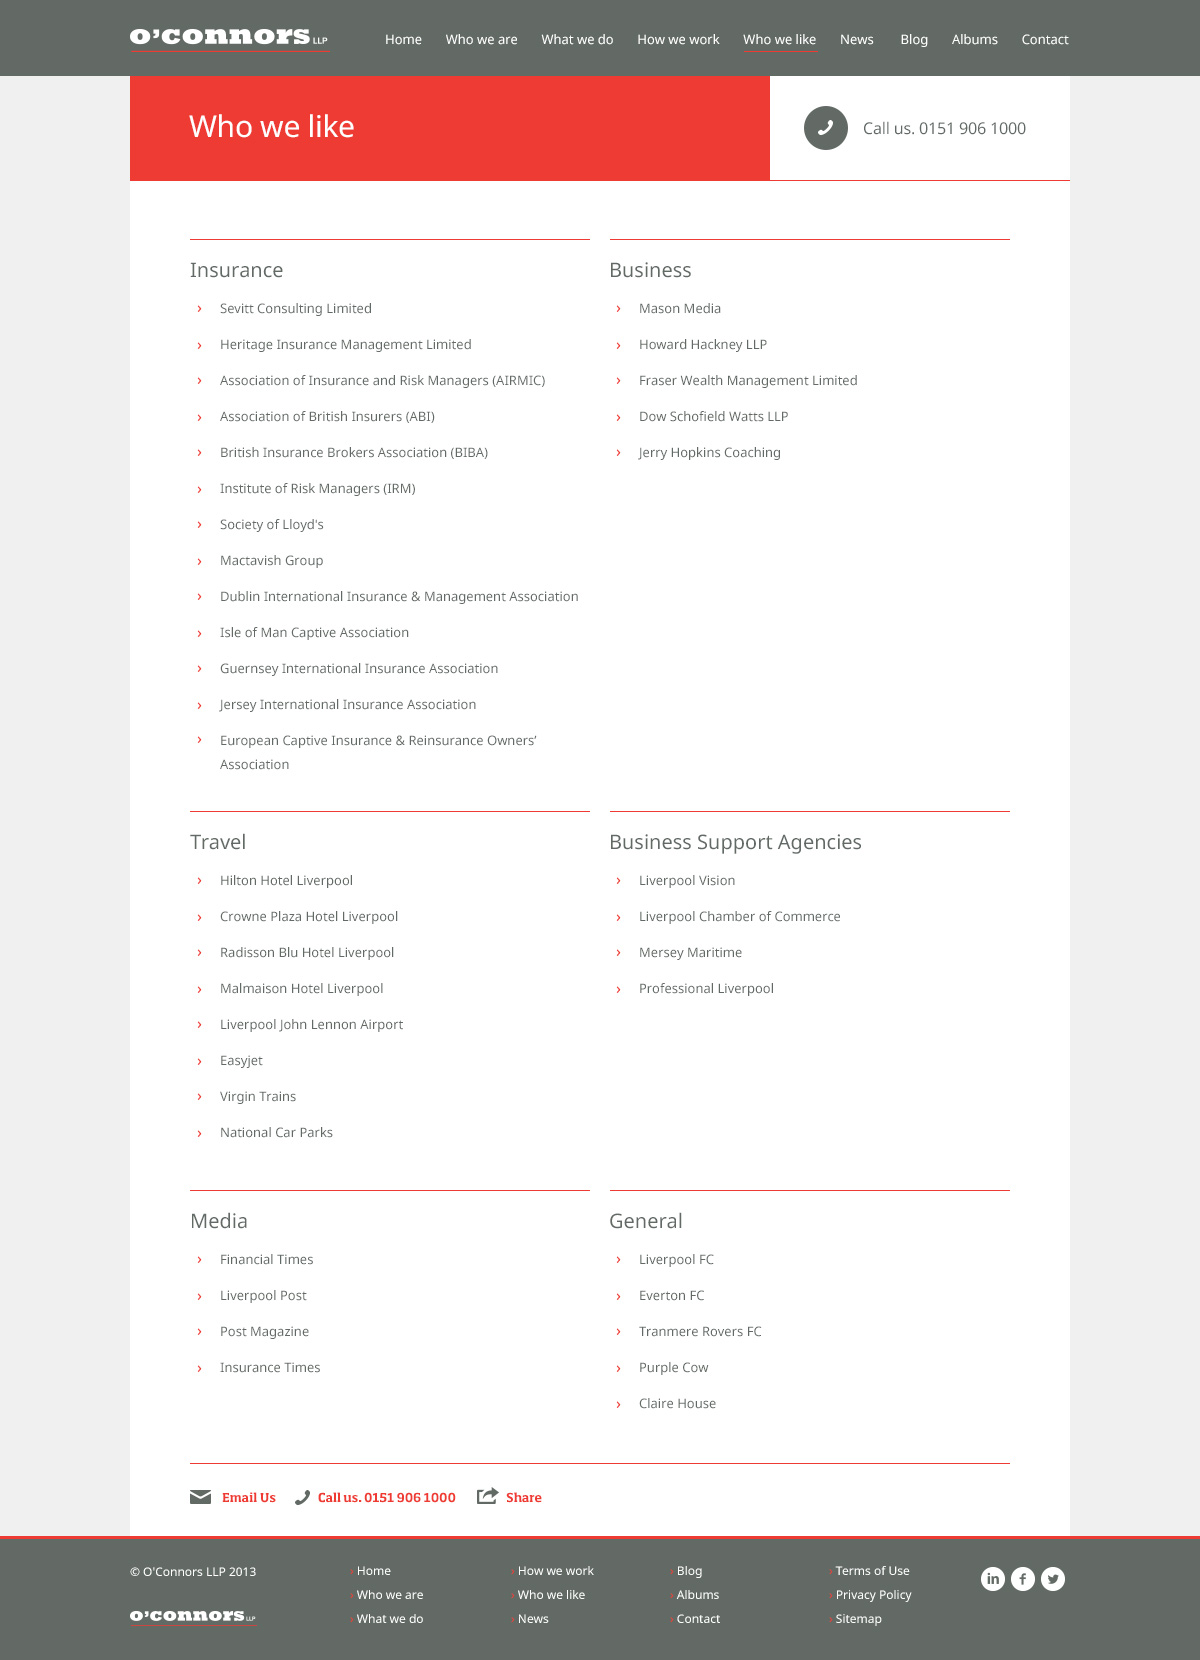 o'connors LLP
Home Who we are What we do How we work Who we like News Blog Albums Contact
Who we like
Call us. 0151 906 1000
Insurance
› Sevitt Consulting Limited
› Heritage Insurance Management Limited
› Association of Insurance and Risk Managers (AIRMIC)
› Association of British Insurers (ABI)
› British Insurance Brokers Association (BIBA)
› Institute of Risk Managers (IRM)
› Society of Lloyd's
› Mactavish Group
› Dublin International Insurance & Management Association
› Isle of Man Captive Association
› Guernsey International Insurance Association
› Jersey International Insurance Association
› European Captive Insurance & Reinsurance Owners’
Association
Business
› Mason Media
› Howard Hackney LLP
› Fraser Wealth Management Limited
› Dow Schofield Watts LLP
› Jerry Hopkins Coaching
Travel
› Hilton Hotel Liverpool
› Crowne Plaza Hotel Liverpool
› Radisson Blu Hotel Liverpool
› Malmaison Hotel Liverpool
› Liverpool John Lennon Airport
› Easyjet
› Virgin Trains
› National Car Parks
Business Support Agencies
› Liverpool Vision
› Liverpool Chamber of Commerce
› Mersey Maritime
› Professional Liverpool
Media
› Financial Times
› Liverpool Post
› Post Magazine
› Insurance Times
General
› Liverpool FC
› Everton FC
› Tranmere Rovers FC
› Purple Cow
› Claire House
Email Us Call us. 0151 906 1000 Share
© O'Connors LLP 2013
o'connors LLP
› Home
› Who we are
› What we do
› How we work
› Who we like
› News
› Blog
› Albums
› Contact
› Terms of Use
› Privacy Policy
› Sitemap
in f